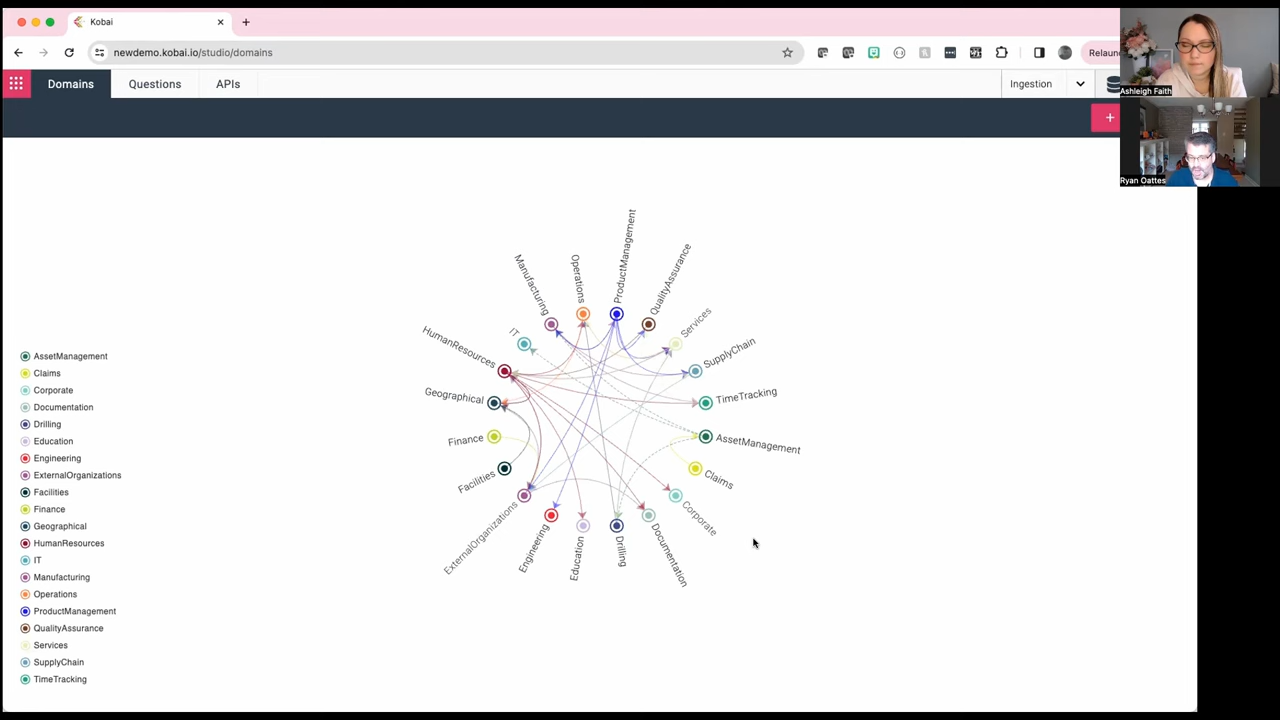 Kobai
newdemo.kobai.io/studio/domains
Relaun
Domains
Questions
APIs
Ingestion
+
Ashleigh Faith
Ryan Oattes
Manufacturing
Operations
ProductManagement
QualityAssurance
Services
SupplyChain
TimeTracking
AssetManagement
Claims
Corporate
Documentation
Drilling
Education
Engineering
ExternalOrganizations
Facilities
Finance
Geographical
HumanResources
IT
AssetManagement
Claims
Corporate
Documentation
Drilling
Education
Engineering
ExternalOrganizations
Facilities
Finance
Geographical
HumanResources
IT
Manufacturing
Operations
ProductManagement
QualityAssurance
Services
SupplyChain
TimeTracking